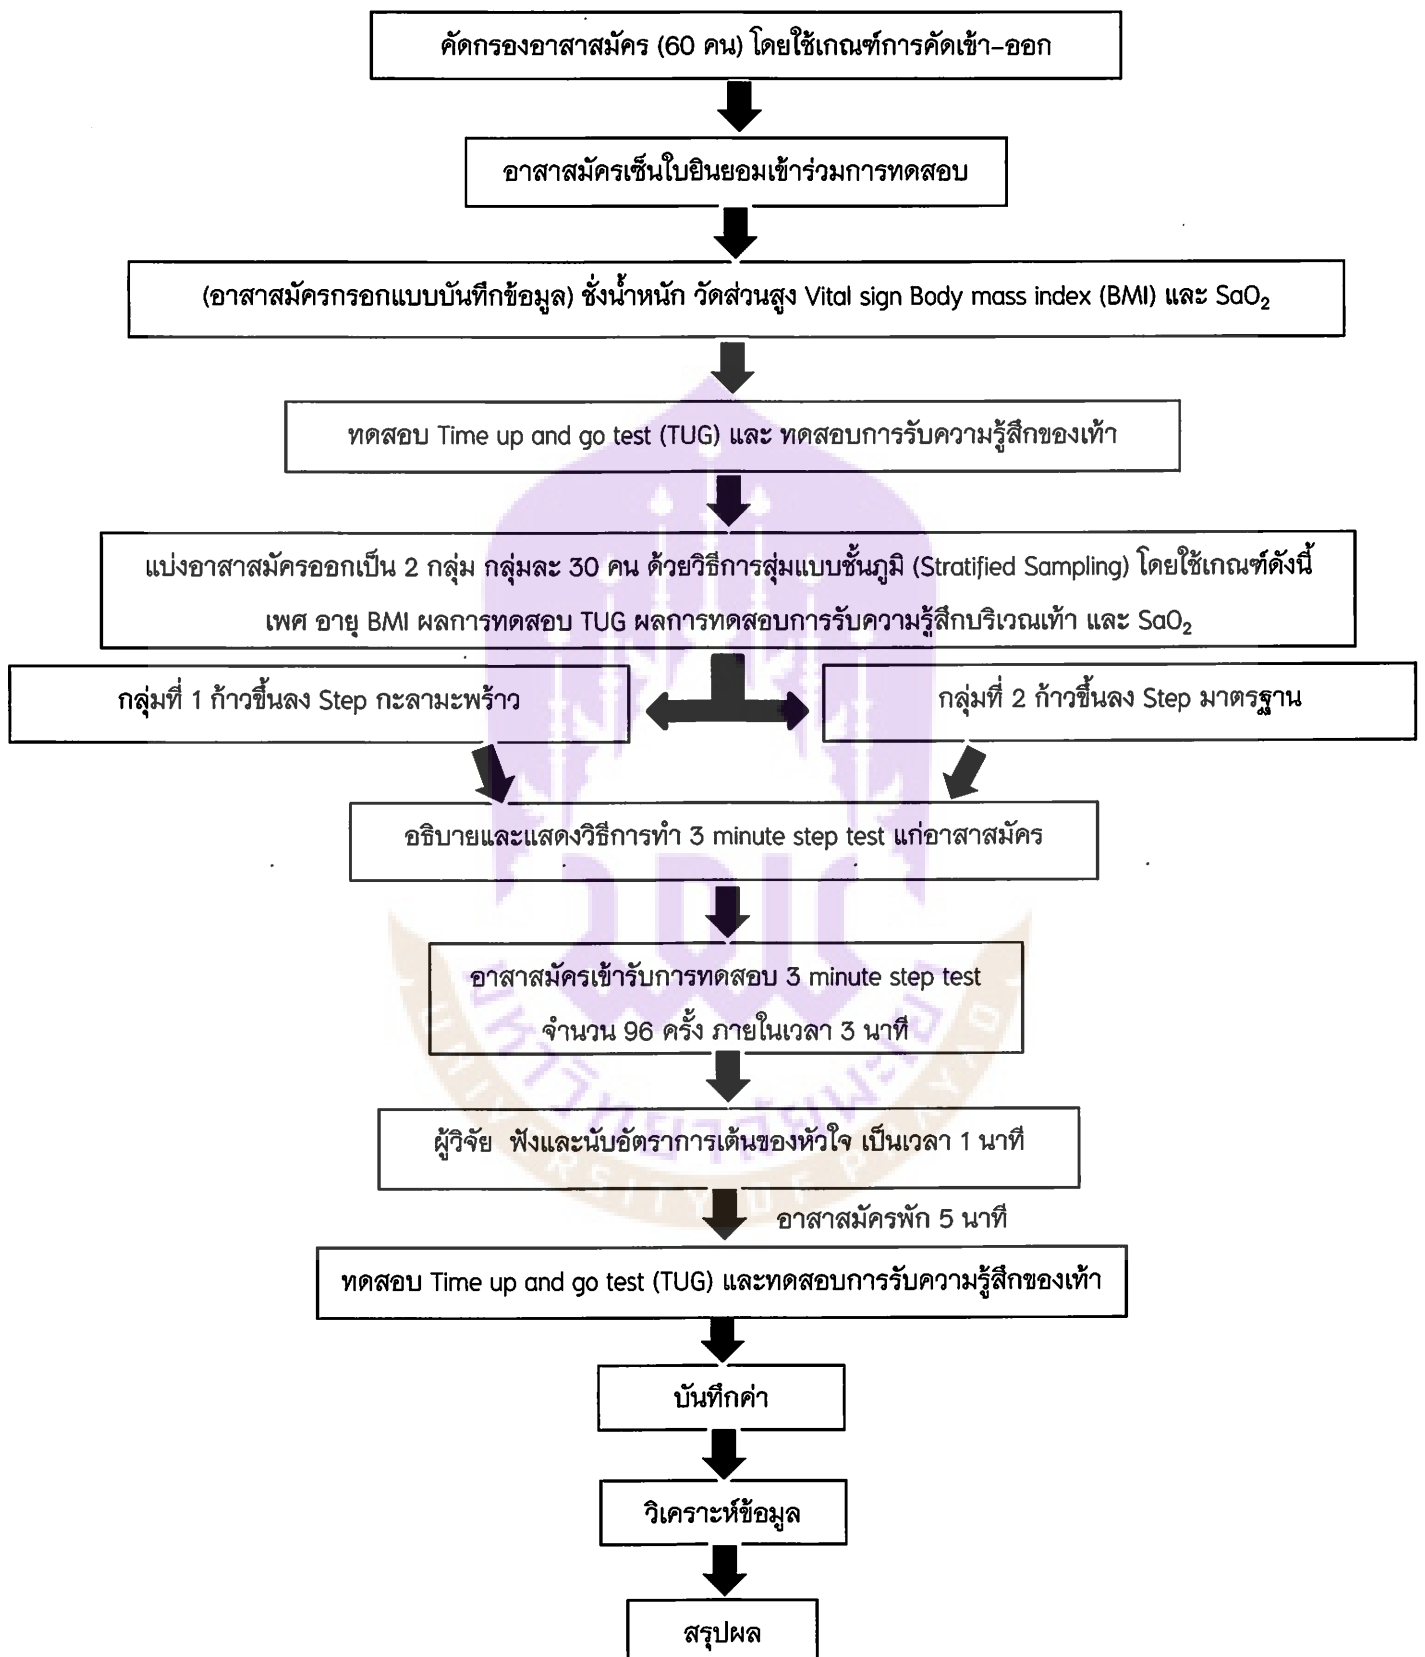 คัดกรองอาสาสมัคร (60 คน) โดยใช้เกณฑ์การคัดเข้า-ออก
อาสาสมัครเซ็นใบยินยอมเข้าร่วมการทดสอบ
(อาสาสมัครกรอกแบบบันทึกข้อมูล) ชั่งน้ำหนัก วัดส่วนสูง Vital sign Body mass index (BMI) และ SaO₂
ทดสอบ Time up and go test (TUG) และ ทดสอบการรับความรู้สึกของเท้า
แบ่งอาสาสมัครออกเป็น 2 กลุ่ม กลุ่มละ 30 คน ด้วยวิธีการสุ่มแบบชั้นภูมิ (Stratified Sampling) โดยใช้เกณฑ์ดังนี้
เพศ อายุ BMI ผลการทดสอบ TUG ผลการทดสอบการรับความรู้สึกบริเวณเท้า และ SaO₂
กลุ่มที่ 1 ก้าวขึ้นลง Step กะลามะพร้าว
กลุ่มที่ 2 ก้าวขึ้นลง Step มาตรฐาน
อธิบายและแสดงวิธีการทำ 3 minute step test แก่อาสาสมัคร
อาสาสมัครเข้ารับการทดสอบ 3 minute step test
จำนวน 96 ครั้ง ภายในเวลา 3 นาที
ผู้วิจัย ฟังและนับอัตราการเต้นของหัวใจ เป็นเวลา 1 นาที
อาสาสมัครพัก 5 นาที
ทดสอบ Time up and go test (TUG) และทดสอบการรับความรู้สึกของเท้า
บันทึกค่า
วิเคราะห์ข้อมูล
สรุปผล
มหาวิทยาลัยพะเยา
UNIVERSITY OF PHAYAO